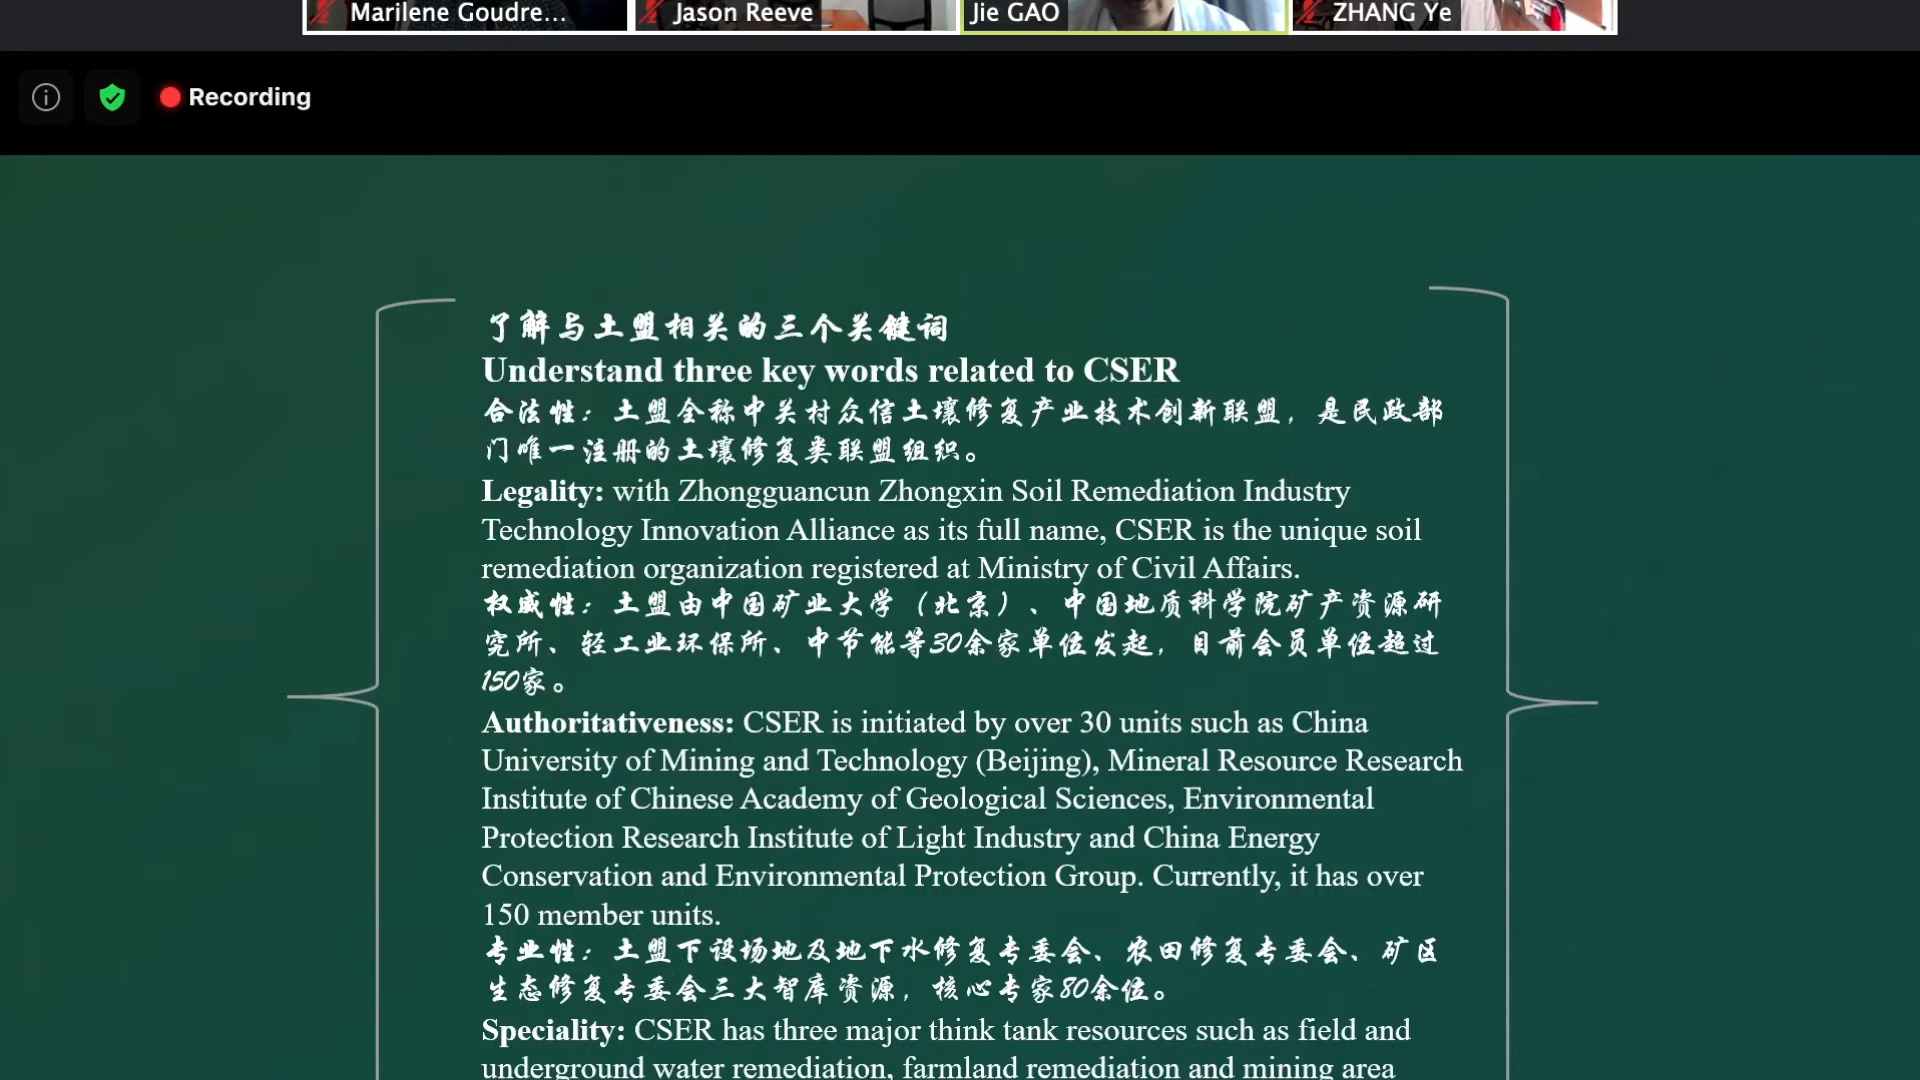 Marilene Goudre...
Jason Reeve
Jie GAO
ZHANG Ye
Recording
了解与土盟相关的三个关键词
Understand three key words related to CSER
合法性：土盟全称中关村众信土壤修复产业技术创新联盟，是民政部
门唯一注册的土壤修复类联盟组织。
Legality: with Zhongguancun Zhongxin Soil Remediation Industry
Technology Innovation Alliance as its full name, CSER is the unique soil
remediation organization registered at Ministry of Civil Affairs.
权威性：土盟由中国矿业大学（北京）、中国地质科学院矿产资源研
究所、轻工业环保所、中节能等30余家单位发起，目前会员单位超过
150家。
Authoritativeness: CSER is initiated by over 30 units such as China
University of Mining and Technology (Beijing), Mineral Resource Research
Institute of Chinese Academy of Geological Sciences, Environmental
Protection Research Institute of Light Industry and China Energy
Conservation and Environmental Protection Group. Currently, it has over
150 member units.
专业性：土盟下设场地及地下水修复专委会、农田修复专委会、矿区
生态修复专委会三大智库资源，核心专家80余位。
Speciality: CSER has three major think tank resources such as field and
underground water remediation, farmland remediation and mining area